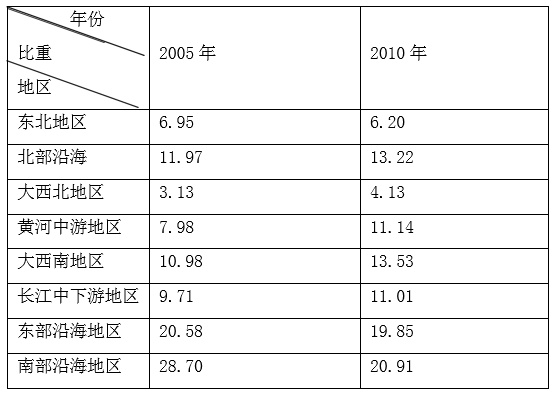 年份
比重
地区
2005 年
2010 年
东北地区 6.95 6.20
北部沿海 11.97 13.22
大西北地区 3.13 4.13
黄河中游地区 7.98 11.14
大西南地区 10.98 13.53
长江中下游地区 9.71 11.01
东部沿海地区 20.58 19.85
南部沿海地区 28.70 20.91